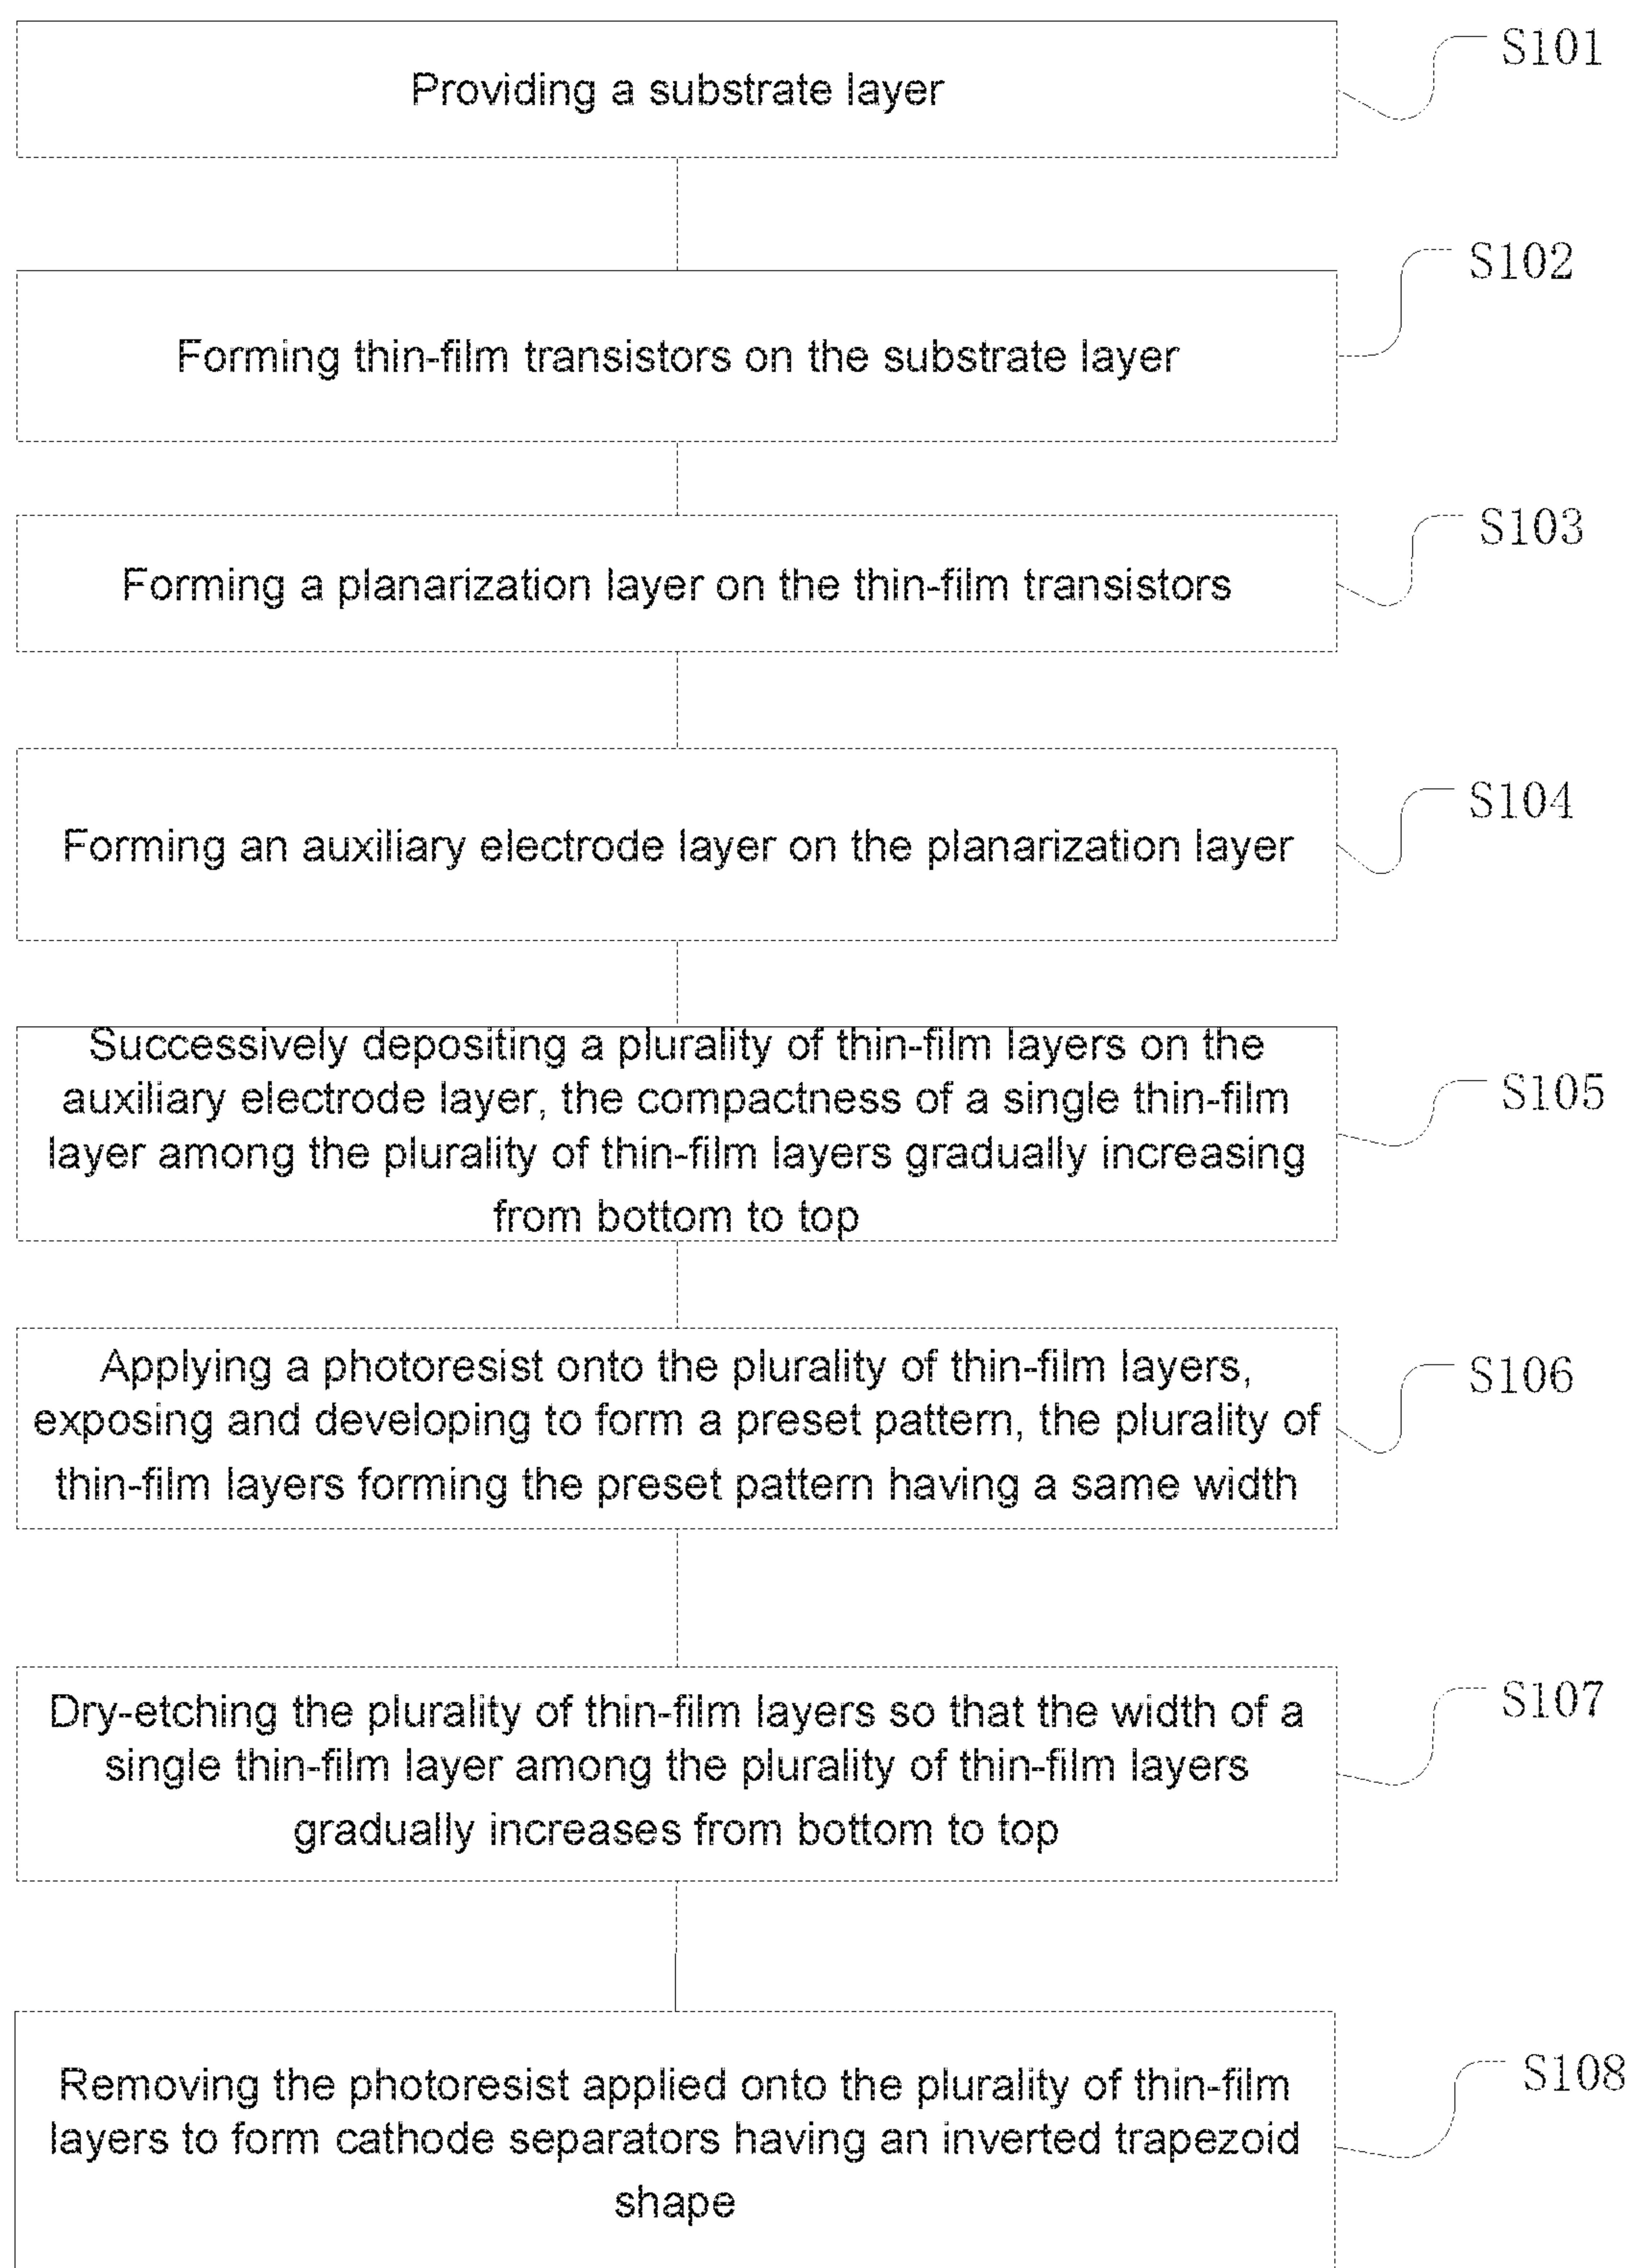 Providing a substrate layer
S101
Forming thin-film transistors on the substrate layer
S102
Forming a planarization layer on the thin-film transistors
S103
Forming an auxiliary electrode layer on the planarization layer
S104
Successively depositing a plurality of thin-film layers on the
auxiliary electrode layer, the compactness of a single thin-film
layer among the plurality of thin-film layers gradually increasing
from bottom to top
S105
Applying a photoresist onto the plurality of thin-film layers,
exposing and developing to form a preset pattern, the plurality of
thin-film layers forming the preset pattern having a same width
S106
Dry-etching the plurality of thin-film layers so that the width of a
single thin-film layer among the plurality of thin-film layers
gradually increases from bottom to top
S107
Removing the photoresist applied onto the plurality of thin-film
layers to form cathode separators having an inverted trapezoid
shape
S108